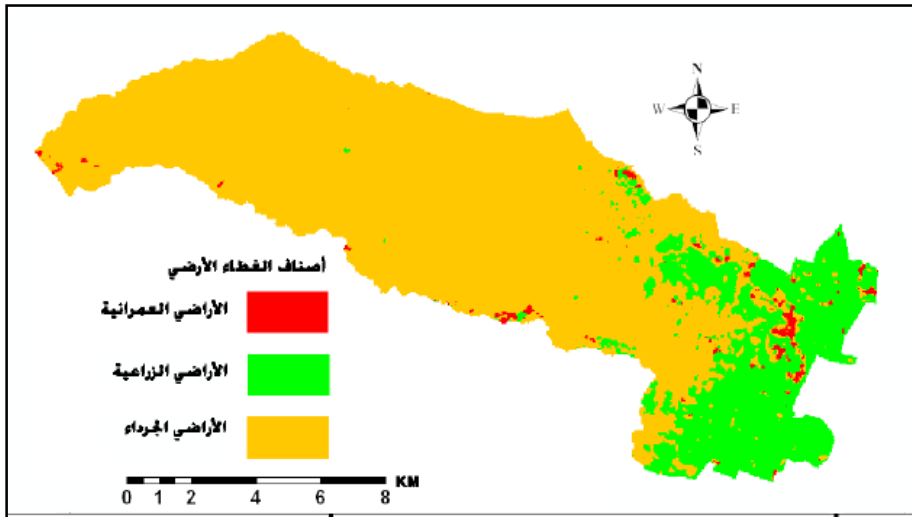 N
W E
S
أصناف الغطاء الأرضي
الأراضي العمرانية
الأراضي الزراعية
الأراضي الجرداء
KM
0 1 2 4 6 8